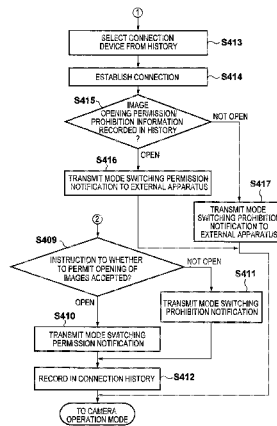 1
SELECT CONNECTION
DEVICE FROM HISTORY
S413
ESTABLISH CONNECTION
S414
S415
IMAGE
OPENING PERMISSION/
PROHIBITION INFORMATION
RECORDED IN HISTORY
?
NOT OPEN
OPEN
S416
TRANSMIT MODE SWITCHING PERMISSION
NOTIFICATION TO EXTERNAL APPARATUS
S417
TRANSMIT MODE
SWITCHING PROHIBITION
NOTIFICATION TO
EXTERNAL APPARATUS
2
S409
INSTRUCTION TO WHETHER
TO PERMIT OPENING OF
IMAGES ACCEPTED?
NOT OPEN
S411
OPEN
TRANSMIT MODE
SWITCHING PROHIBITION NOTIFICATION
S410
TRANSMIT MODE SWITCHING
PERMISSION NOTIFICATION
RECORD IN CONNECTION HISTORY
S412
TO CAMERA
OPERATION MODE